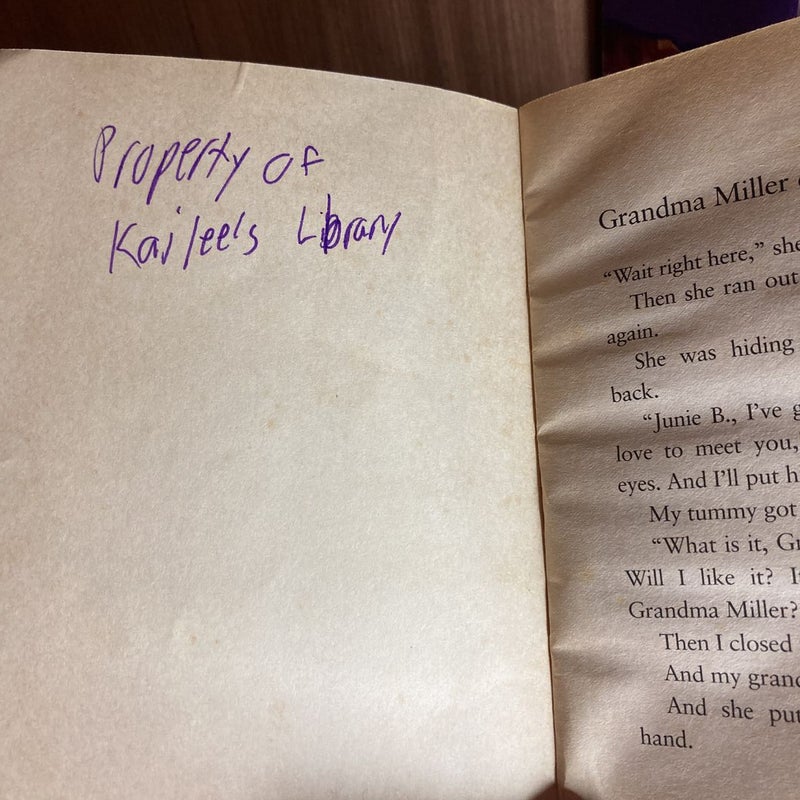 Property of
Kailee's Library
Grandma Miller
“Wait right here,” she
Then she ran out
again.
She was hiding
back.
“Junie B., I’ve g
love to meet you,
eyes. And I’ll put h
My tummy got
“What is it, Gr
Will I like it? I
Grandma Miller?
Then I closed
And my grand
And she put
hand.